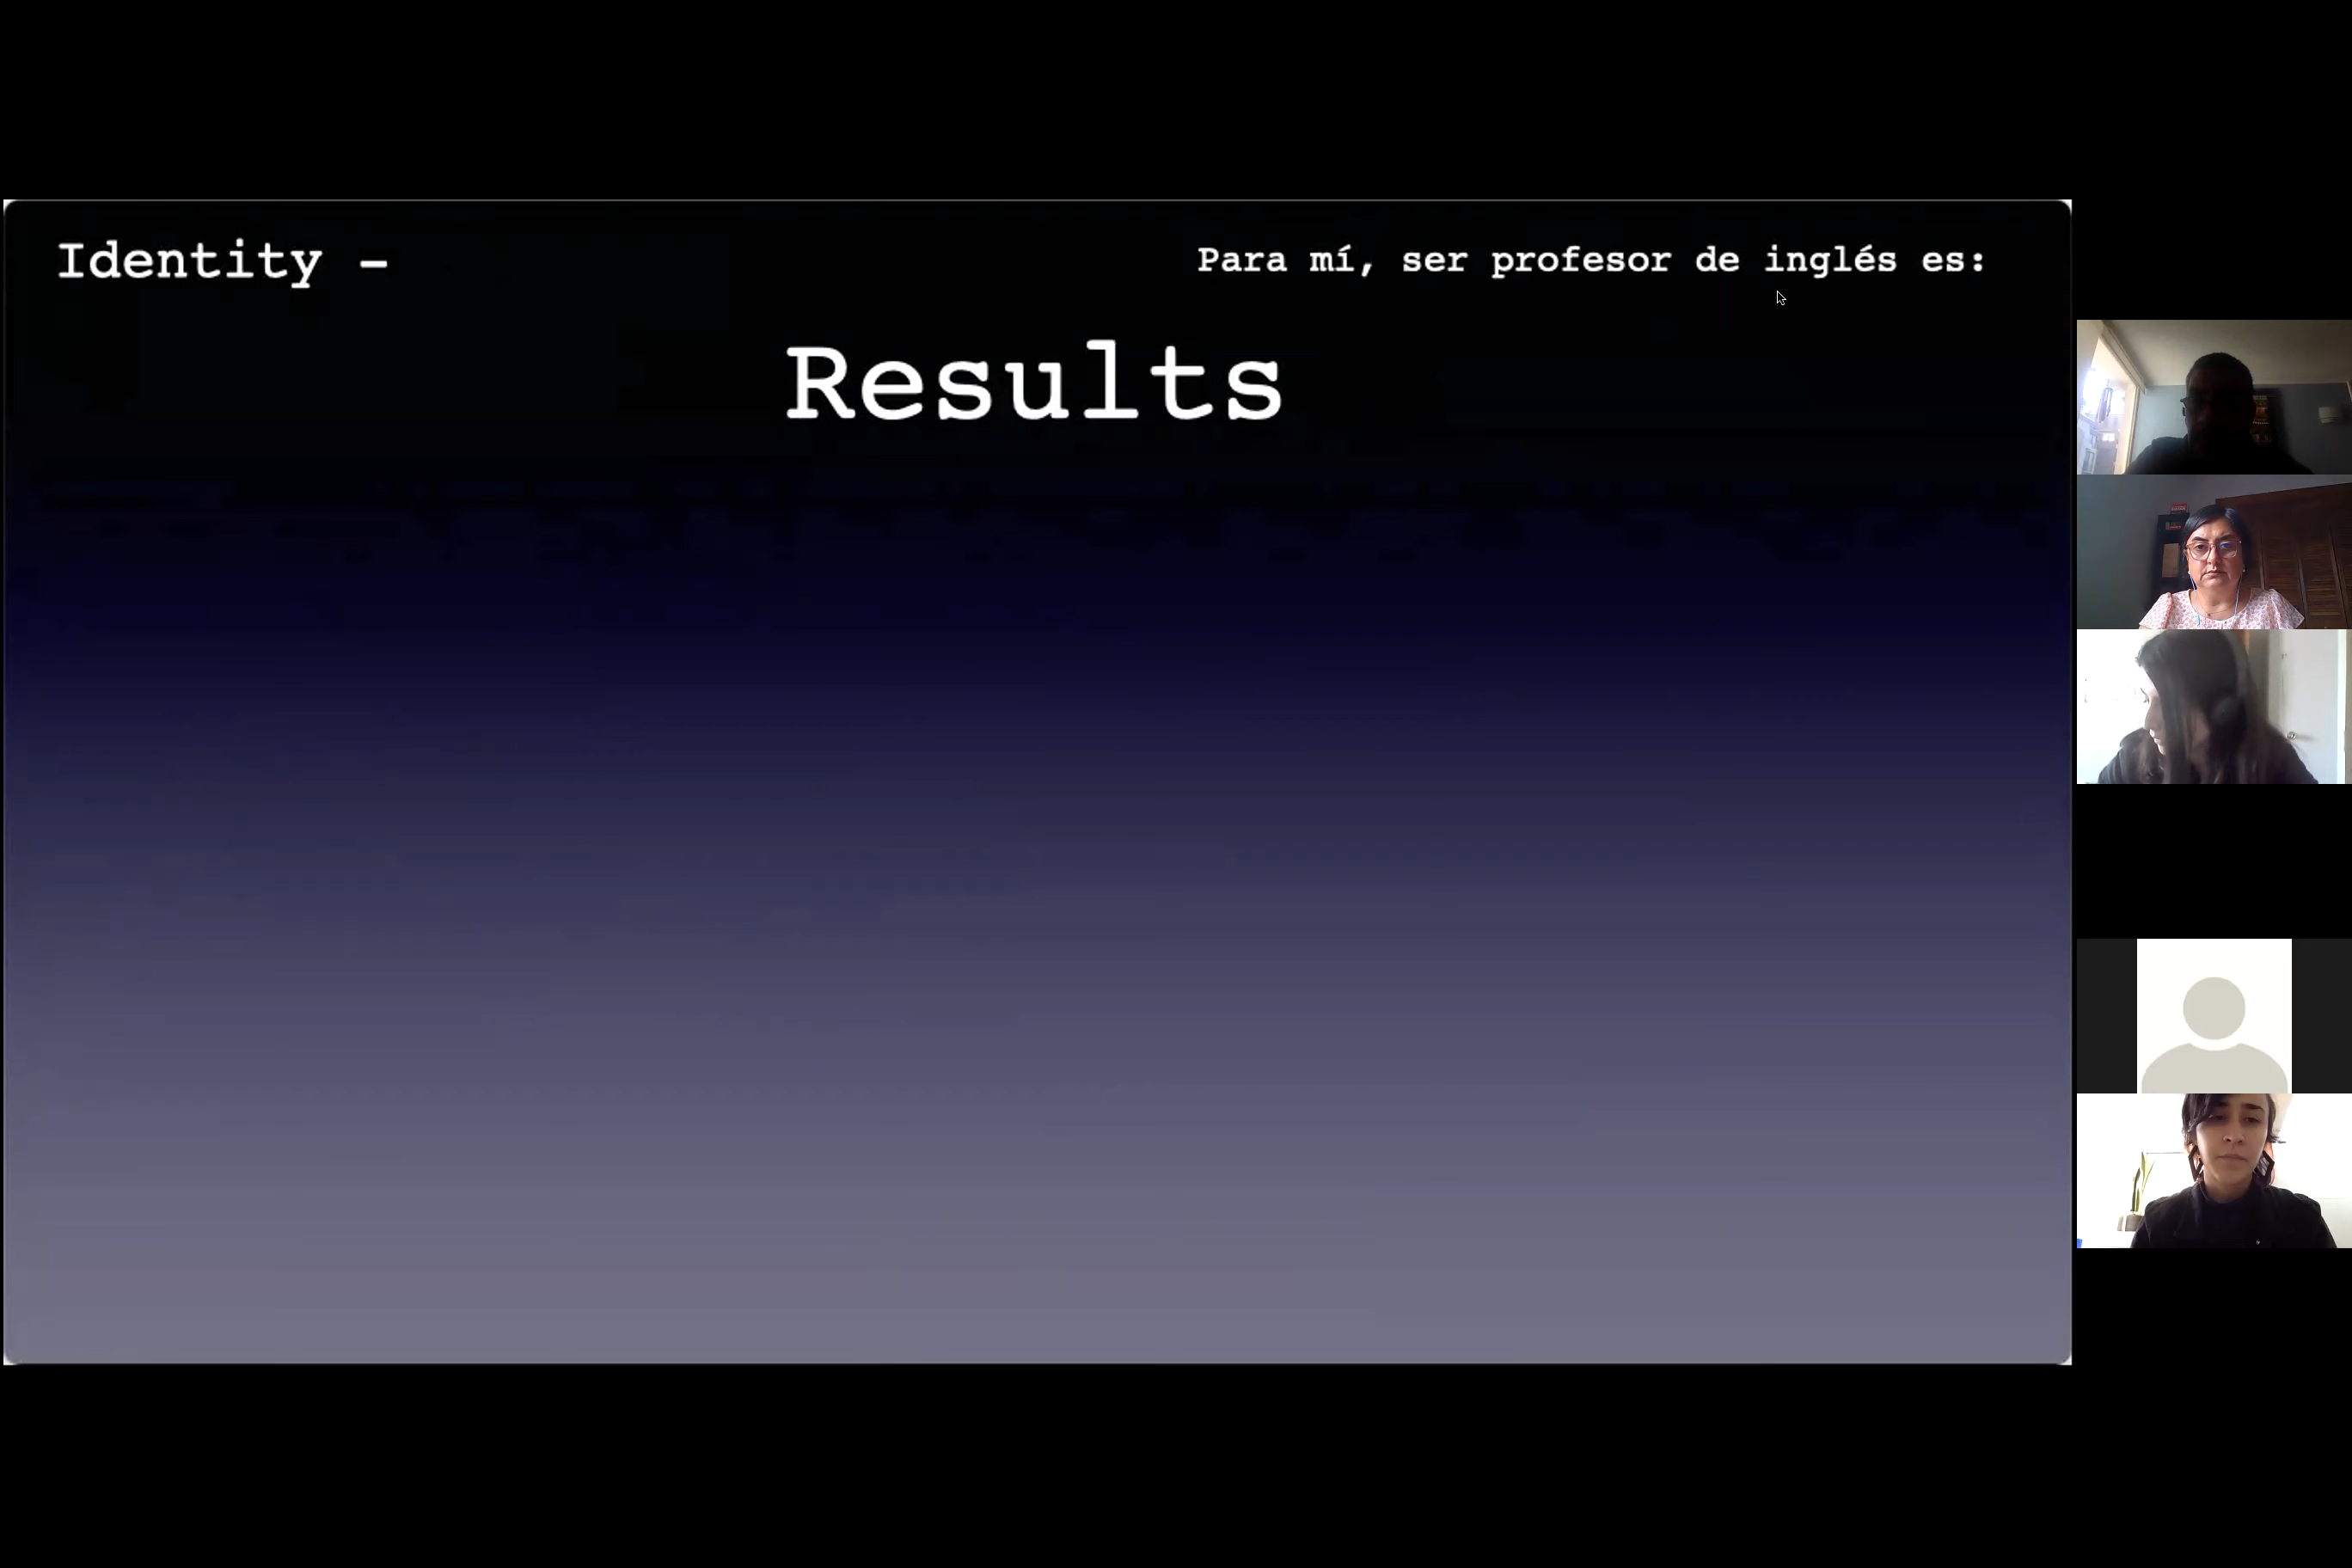 Identity -
Para mí, ser profesor de inglés es:
Results